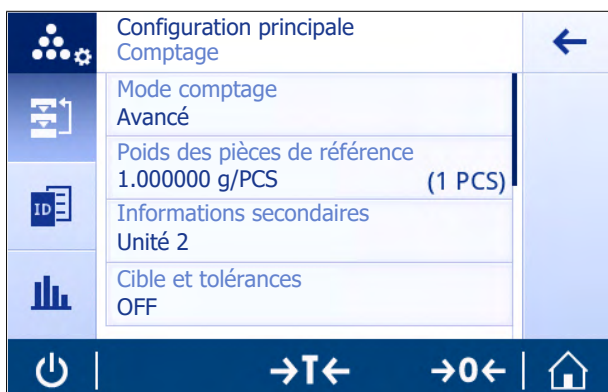 Configuration principale
Comptage
Mode comptage
Avancé
Poids des pièces de référence
1.000000 g/PCS (1 PCS)
ID
Informations secondaires
Unité 2
Cible et tolérances
OFF
→T← →0←